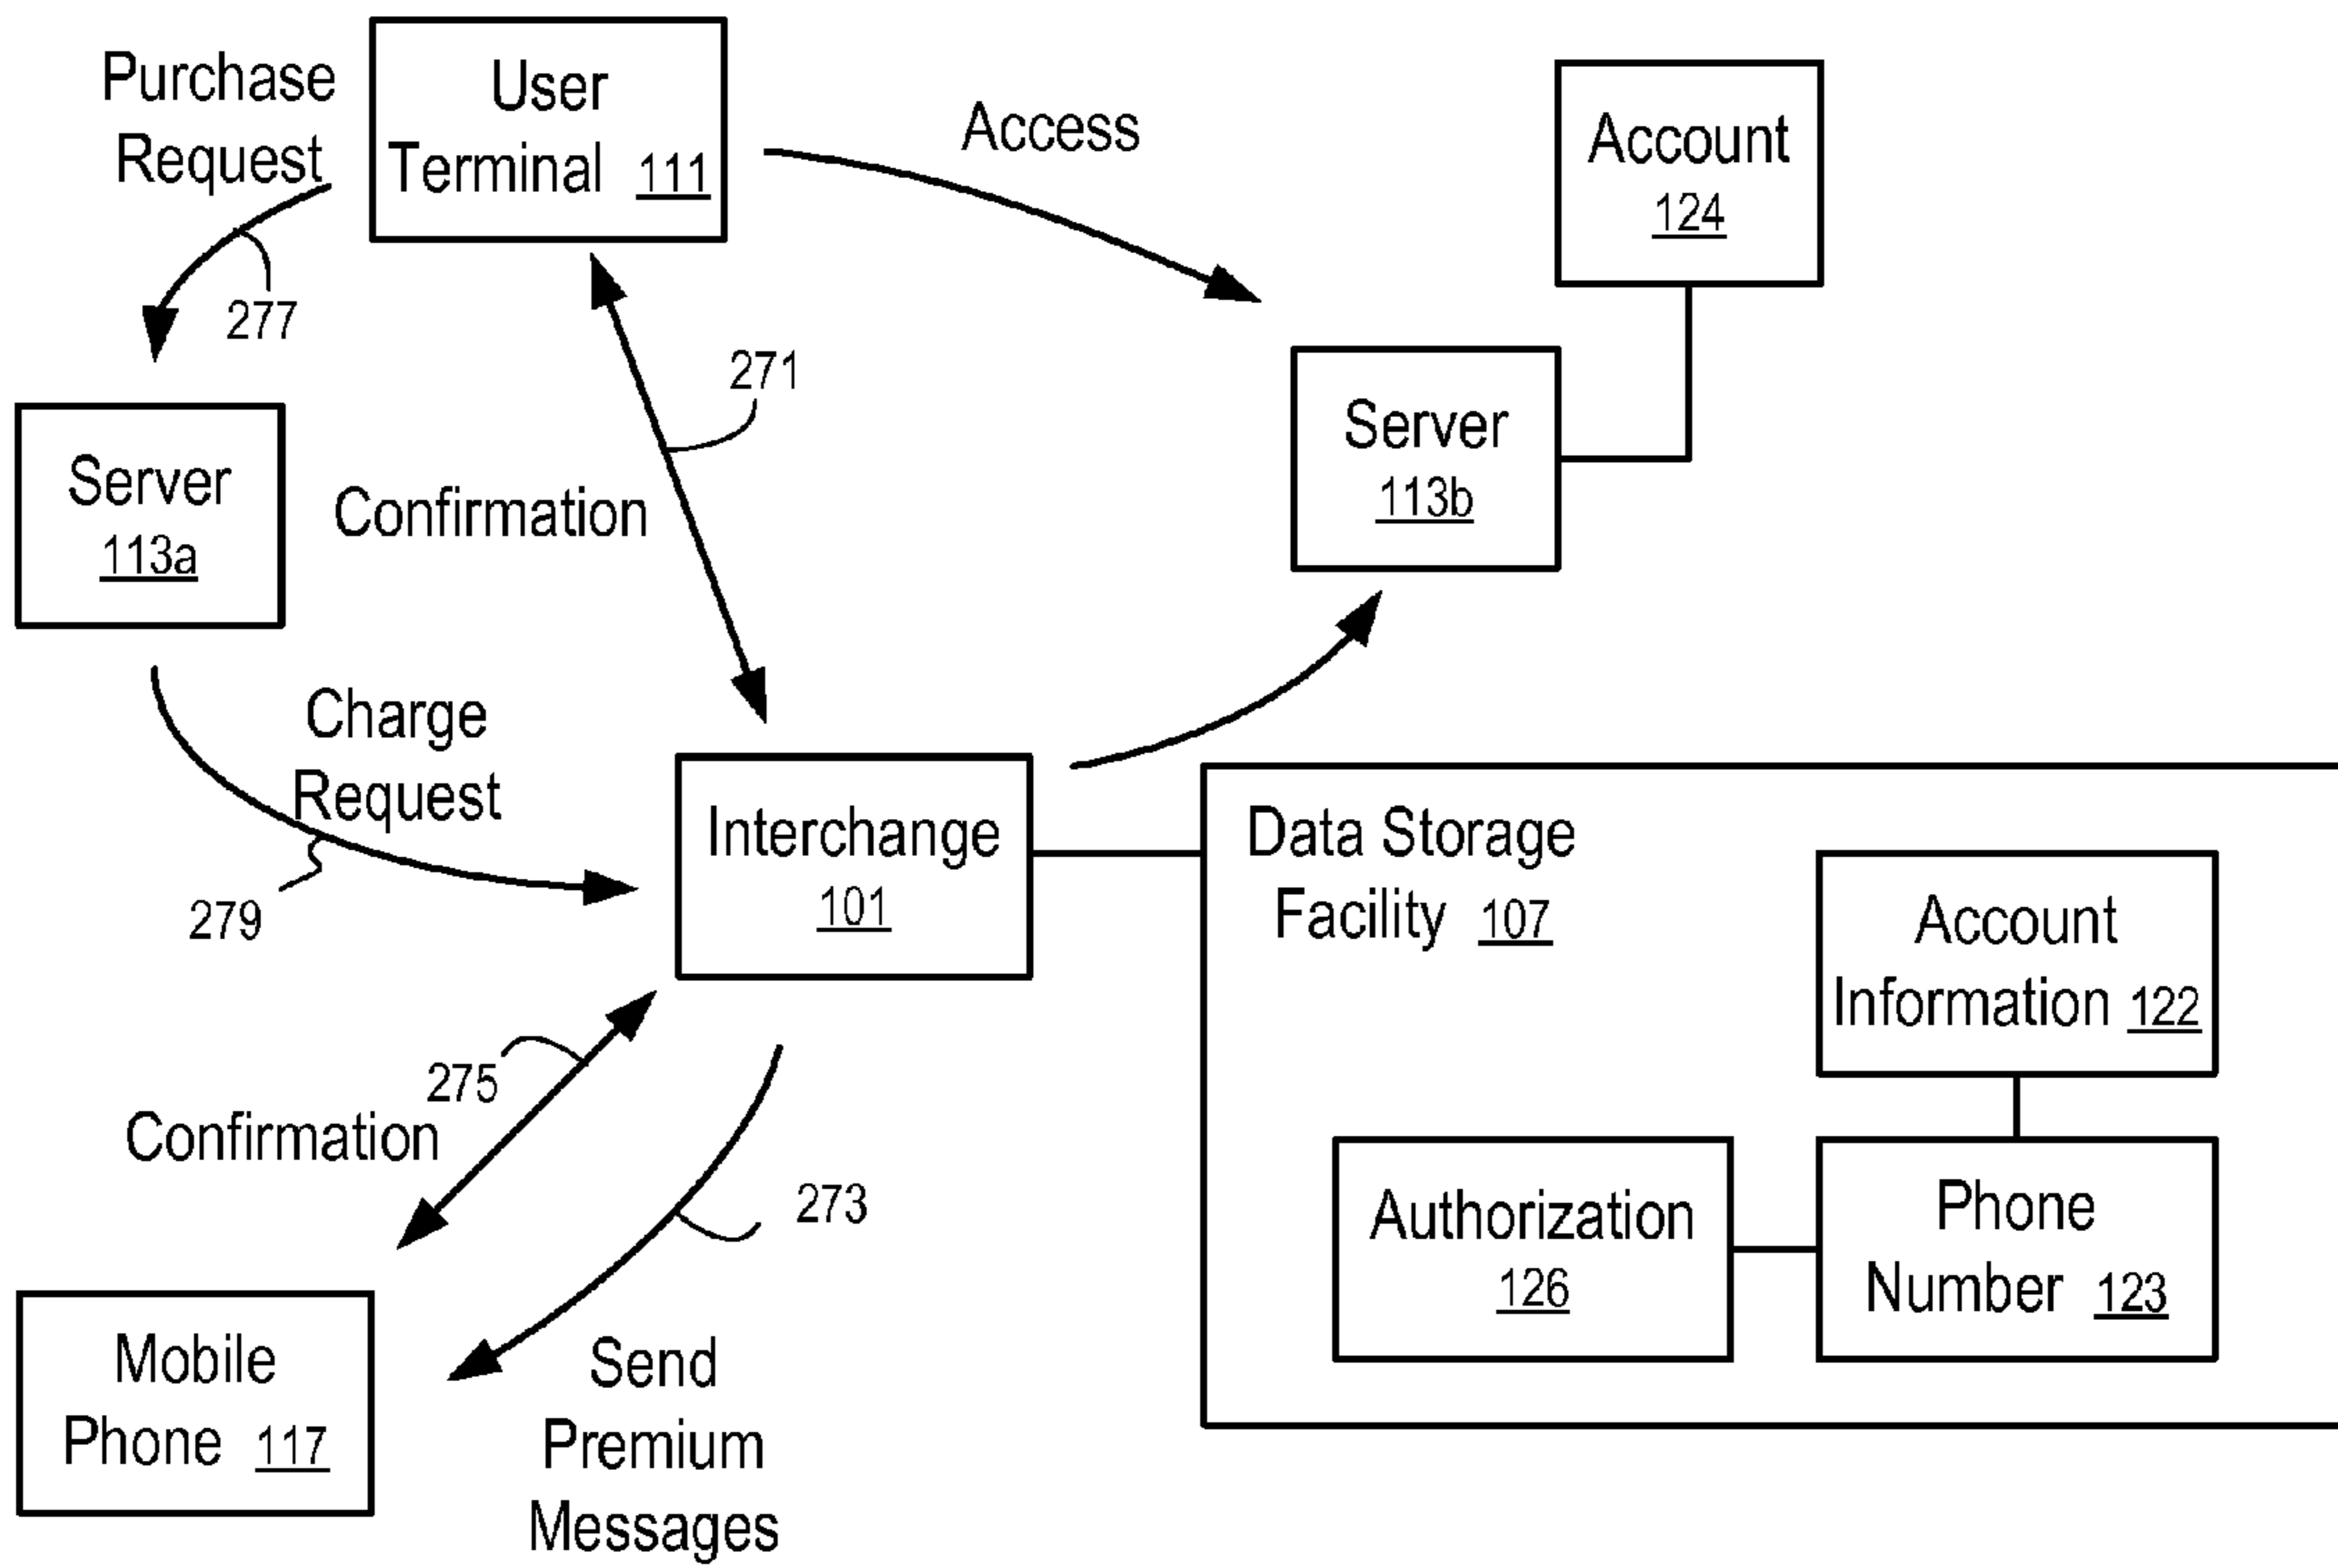 Purchase
Request
277
User
Terminal 111
Access
Account
124
Server
113a
271
Confirmation
Server
113b
Charge
Request
279
Interchange
101
Data Storage
Facility 107
Account
Information 122
Authorization
126
Phone
Number 123
275
Confirmation
273
Mobile
Phone 117
Send
Premium
Messages